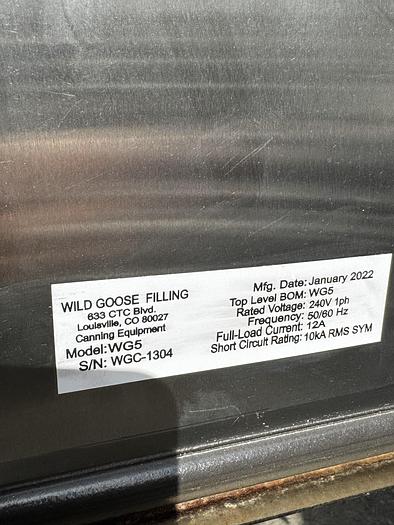 WILD GOOSE FILLING
633 CTC Blvd.
Louisville, CO 80027
Canning Equipment
Model: WG5
S/N: WGC-1304
Mfg. Date: January 2022
Top Level BOM: WG5
Rated Voltage: 240V 1ph
Frequency: 50/60 Hz
Full-Load Current: 12A
Short Circuit Rating: 10kA RMS SYM